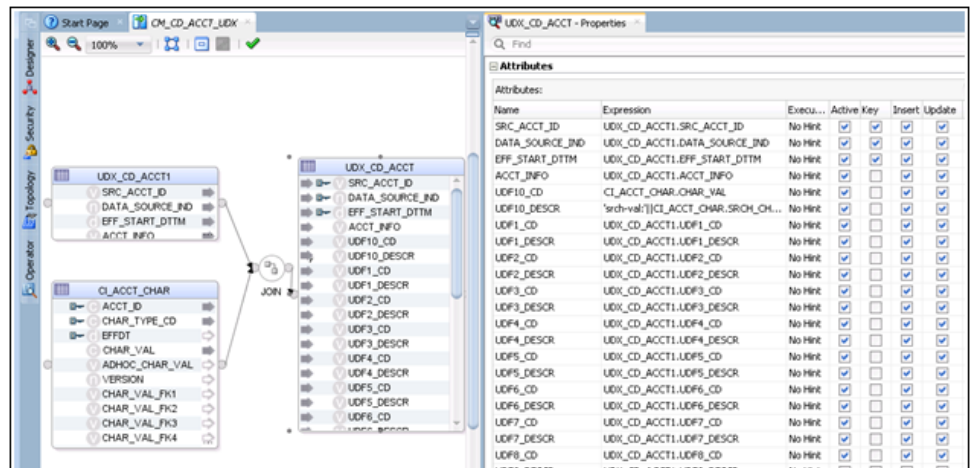 Start Page
CM_CD_ACCT_UDX
100%
Designer
Security
Topology
Operator
UDX_CD_ACCT1
SRC_ACCT_ID
DATA_SOURCE_IND
EFF_START_DTTM
ACCT_INFO
CI_ACCT_CHAR
ACCT_ID
CHAR_TYPE_CD
EFFDT
CHAR_VAL
ADHOC_CHAR_VAL
VERSION
CHAR_VAL_FK1
CHAR_VAL_FK2
CHAR_VAL_FK3
CHAR_VAL_FK4
JOIN
UDX_CD_ACCT
SRC_ACCT_ID
DATA_SOURCE_IND
EFF_START_DTTM
ACCT_INFO
UDF10_CD
UDF10_DESCR
UDF1_CD
UDF1_DESCR
UDF2_CD
UDF2_DESCR
UDF3_CD
UDF3_DESCR
UDF4_CD
UDF4_DESCR
UDF5_CD
UDF5_DESCR
UDF6_CD
UDF6_DESCR
UDX_CD_ACCT - Properties
Find
Attributes
Attributes:
Name Expression Execu... Active Key Insert Update
SRC_ACCT_ID UDX_CD_ACCT1.SRC_ACCT_ID No Hint
DATA_SOURCE_IND UDX_CD_ACCT1.DATA_SOURCE_IND No Hint
EFF_START_DTTM UDX_CD_ACCT1.EFF_START_DTTM No Hint
ACCT_INFO UDX_CD_ACCT1.ACCT_INFO No Hint
UDF10_CD CI_ACCT_CHAR.CHAR_VAL No Hint
UDF10_DESCR 'srch-val:'||CI_ACCT_CHAR.SRCH_CH... No Hint
UDF1_CD UDX_CD_ACCT1.UDF1_CD No Hint
UDF1_DESCR UDX_CD_ACCT1.UDF1_DESCR No Hint
UDF2_CD UDX_CD_ACCT1.UDF2_CD No Hint
UDF2_DESCR UDX_CD_ACCT1.UDF2_DESCR No Hint
UDF3_CD UDX_CD_ACCT1.UDF3_CD No Hint
UDF3_DESCR UDX_CD_ACCT1.UDF3_DESCR No Hint
UDF4_CD UDX_CD_ACCT1.UDF4_CD No Hint
UDF4_DESCR UDX_CD_ACCT1.UDF4_DESCR No Hint
UDF5_CD UDX_CD_ACCT1.UDF5_CD No Hint
UDF5_DESCR UDX_CD_ACCT1.UDF5_DESCR No Hint
UDF6_CD UDX_CD_ACCT1.UDF6_CD No Hint
UDF6_DESCR UDX_CD_ACCT1.UDF6_DESCR No Hint
UDF7_CD UDX_CD_ACCT1.UDF7_CD No Hint
UDF7_DESCR UDX_CD_ACCT1.UDF7_DESCR No Hint
UDF8_CD UDX_CD_ACCT1.UDF8_CD No Hint